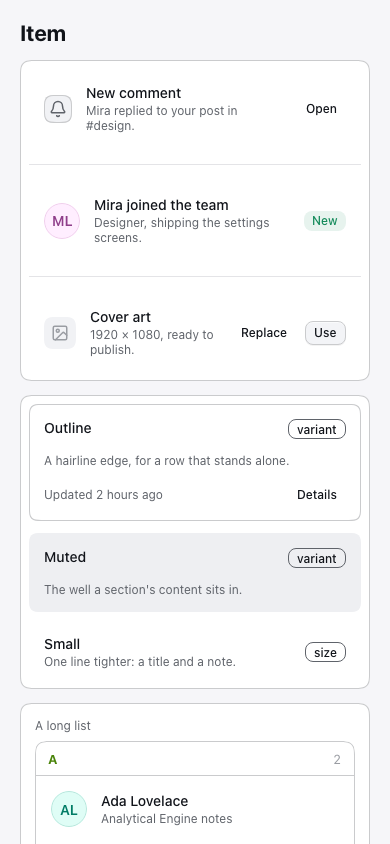 Item
New comment
Mira replied to your post in
#design.
Open
ML
Mira joined the team
Designer, shipping the settings
screens.
New
Cover art
1920 × 1080, ready to
publish.
Replace
Use
Outline
variant
A hairline edge, for a row that stands alone.
Updated 2 hours ago
Details
Muted
variant
The well a section's content sits in.
Small
One line tighter: a title and a note.
size
A long list
A
2
AL
Ada Lovelace
Analytical Engine notes